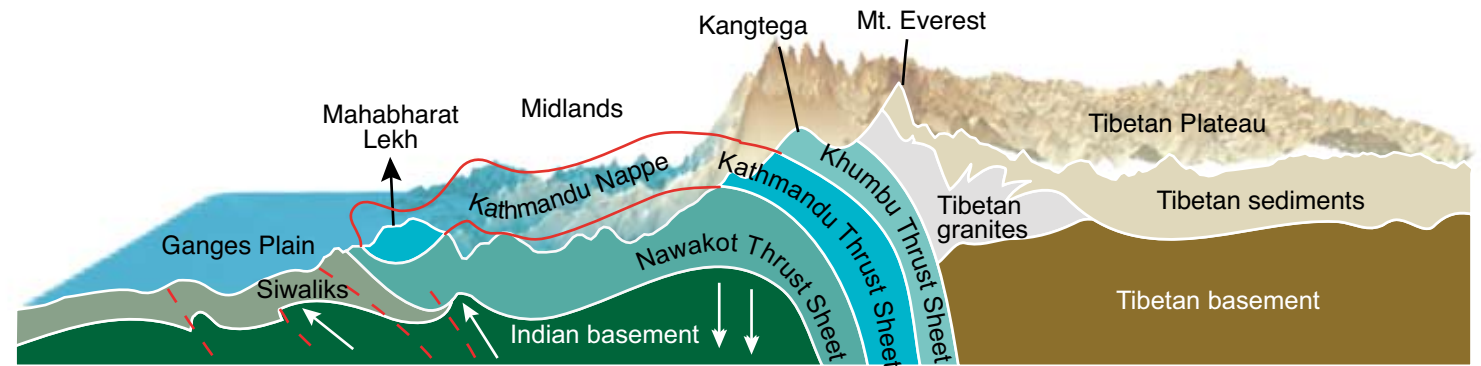 Kangtega
Mt. Everest
Mahabharat
Lekh
Midlands
Tibetan Plateau
Kathmandu Nappe
Kathmandu Thrust Sheet
Khumbu Thrust Sheet
Tibetan
granites
Tibetan sediments
Ganges Plain
Nawakot Thrust Sheet
Siwaliks
Indian basement
Tibetan basement